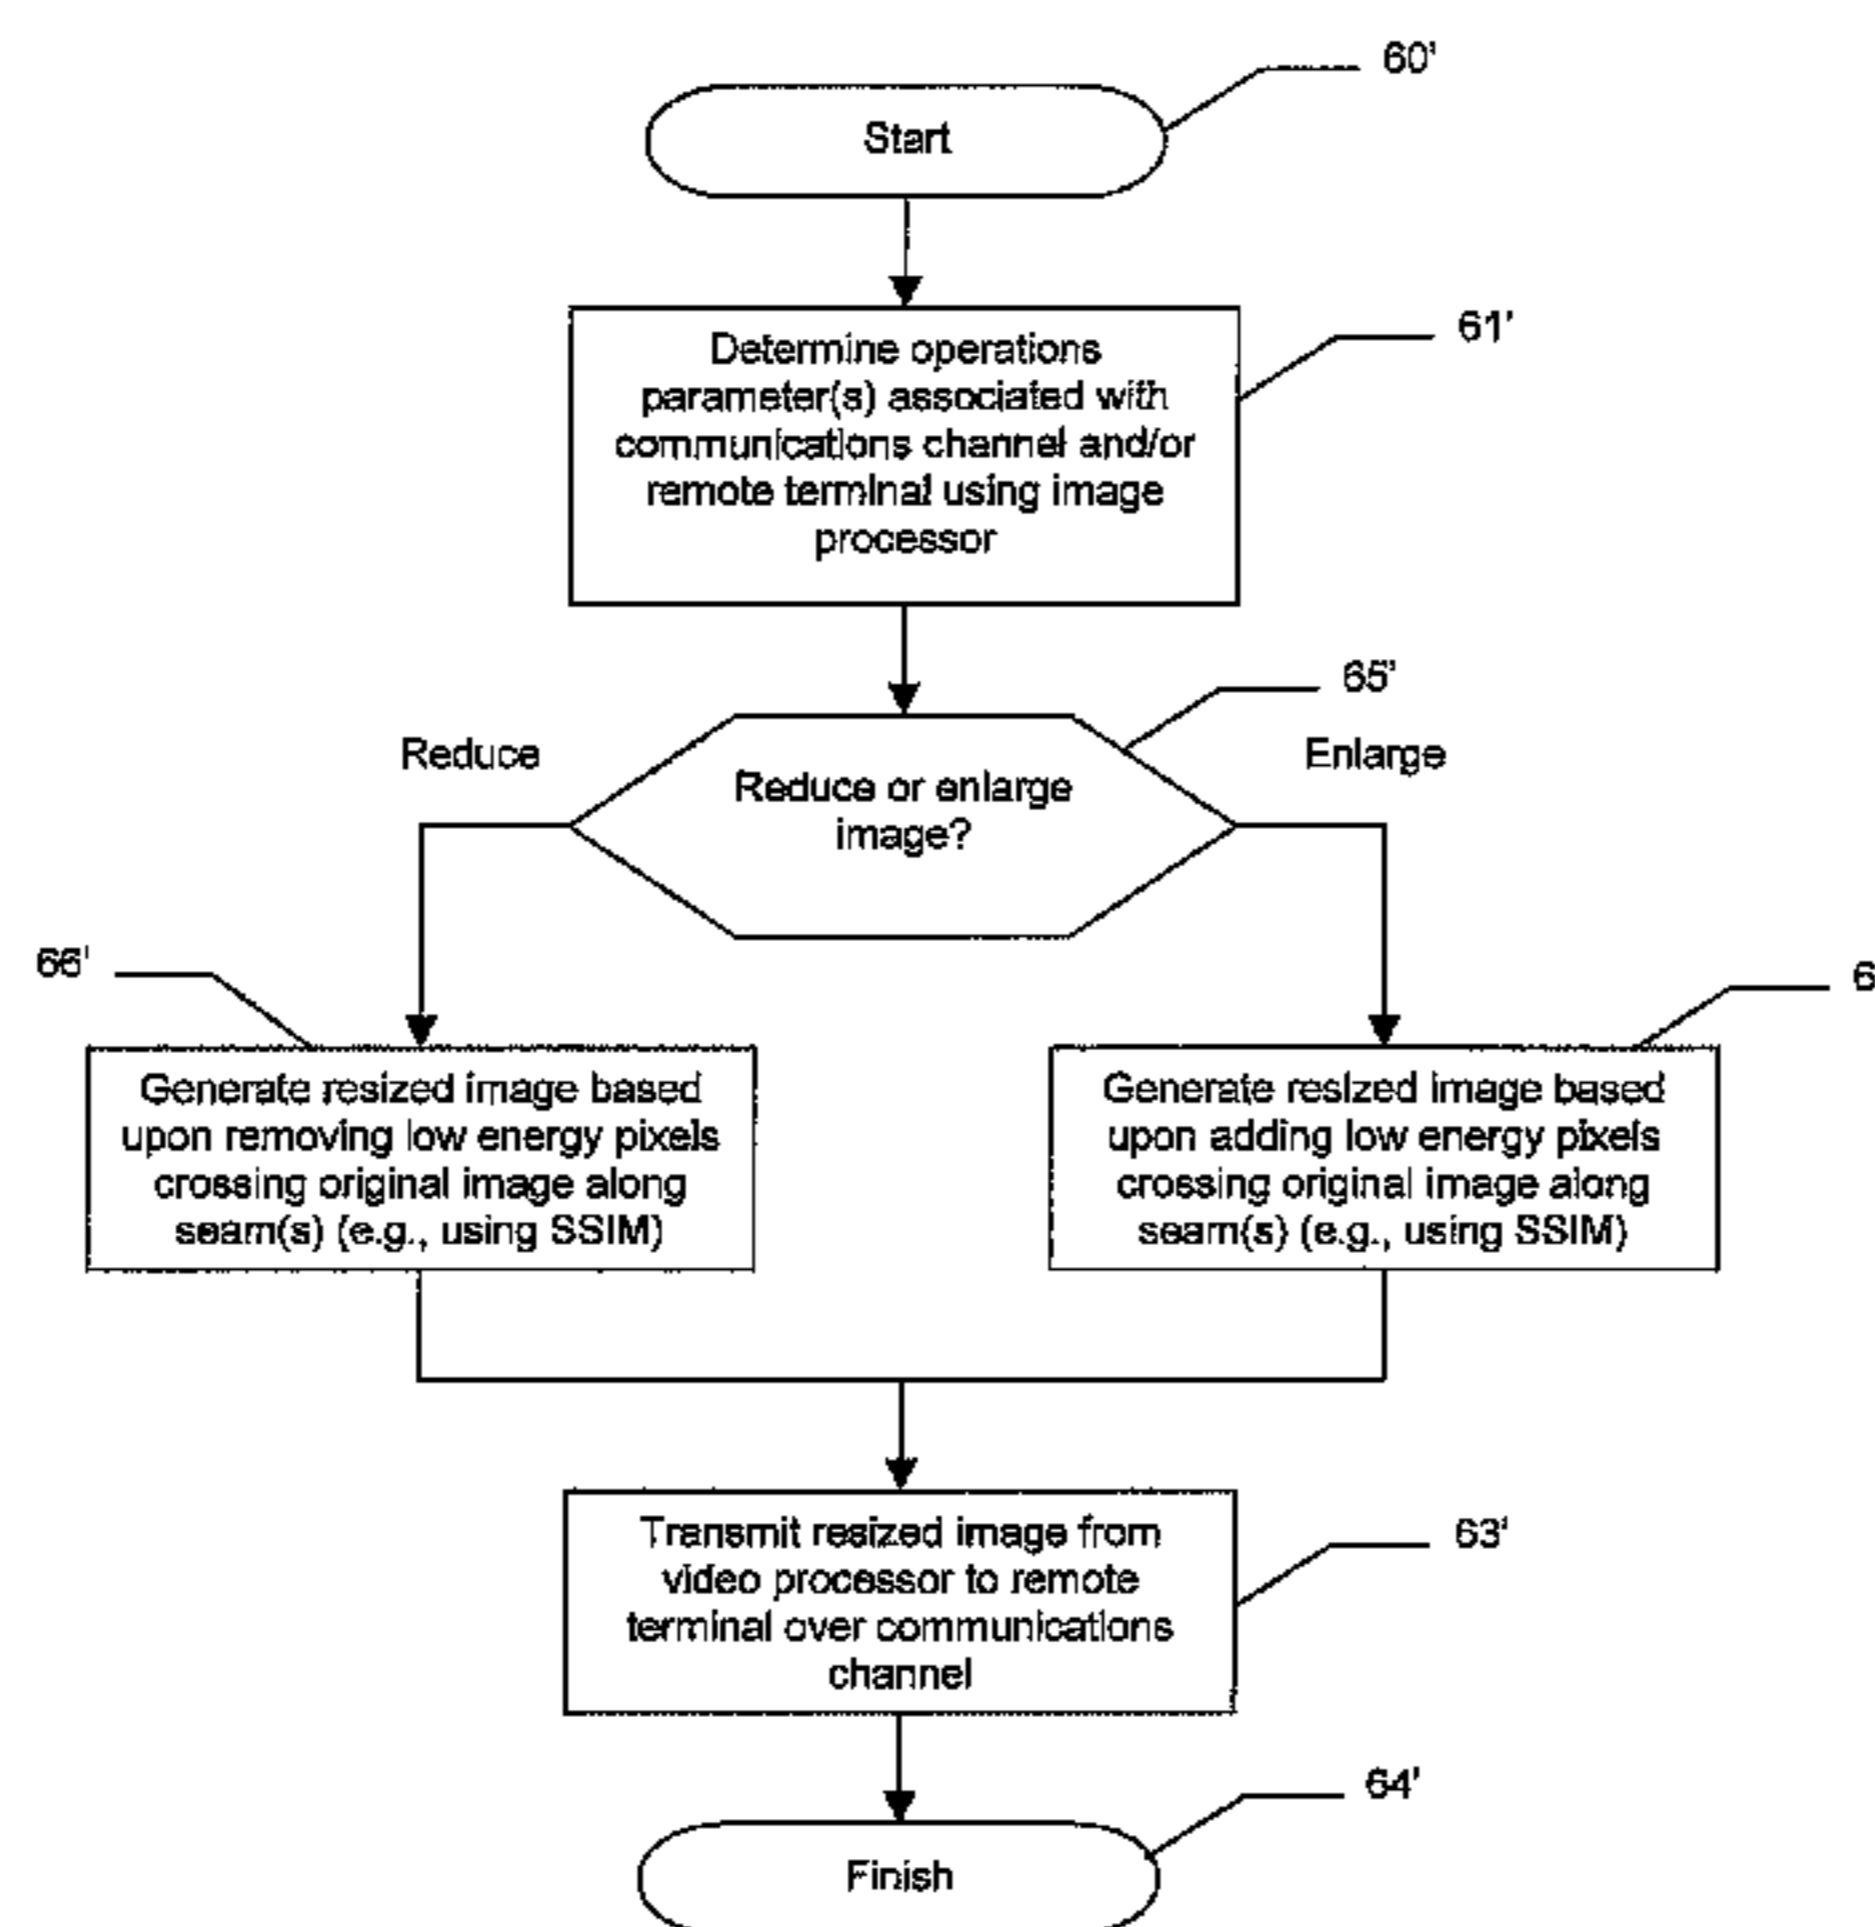 60'
Start
Determine operations
parameter(s) associated with
communications channel and/or
remote terminal using image
processor
61'
65'
Reduce
Reduce or enlarge
image?
Enlarge
66'
Generate resized image based
upon removing low energy pixels
crossing original image along
seam(s) (e.g., using SSIM)
6
Generate resized image based
upon adding low energy pixels
crossing original image along
seam(s) (e.g., using SSIM)
Transmit resized image from
video processor to remote
terminal over communications
channel
63'
64'
Finish